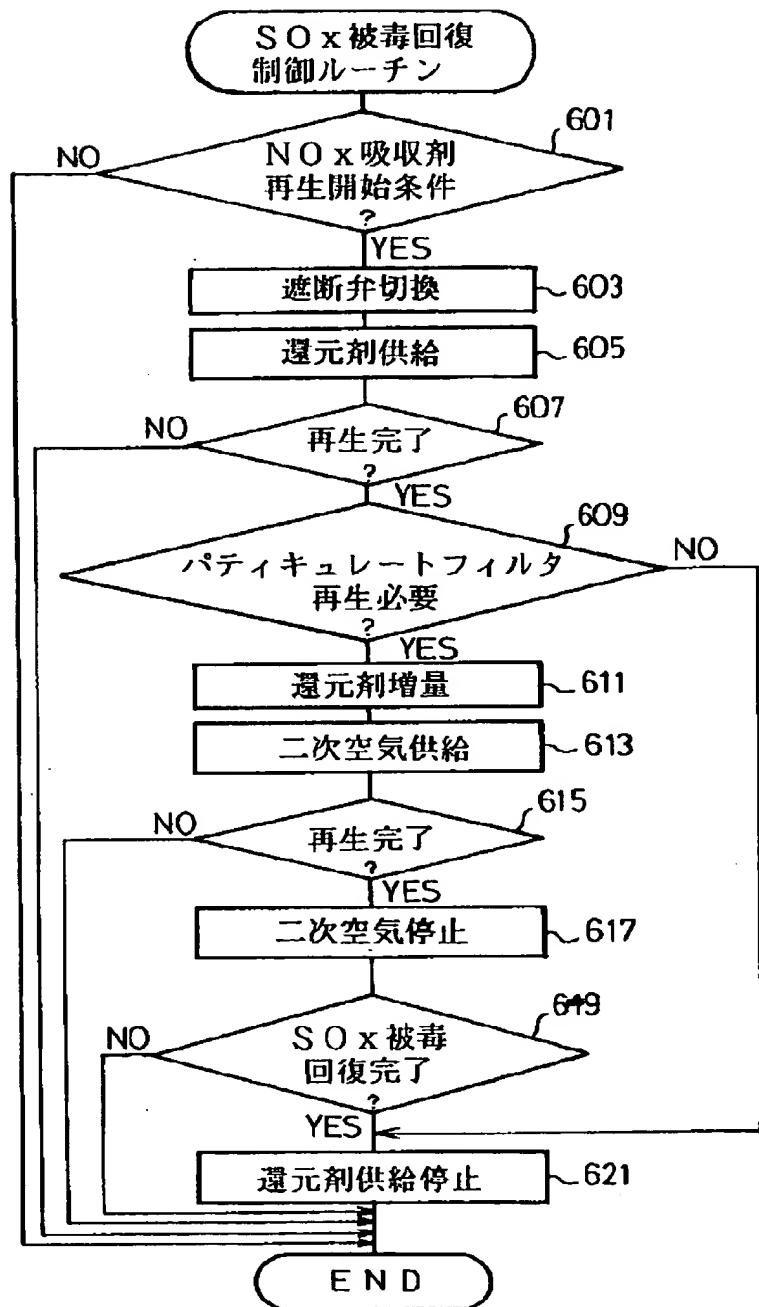 SOx被毒回復
制御ルーチン
601
NO
NOx吸収剤
再生開始条件
?
YES
遮断弁切換
603
還元剤供給
605
607
NO
再生完了
?
YES
609
NO
パティキュレートフィルタ
再生必要
?
YES
還元剤増量
611
二次空気供給
613
615
NO
再生完了
?
YES
二次空気停止
617
619
NO
SOx被毒
回復完了
?
YES
還元剤供給停止
621
END